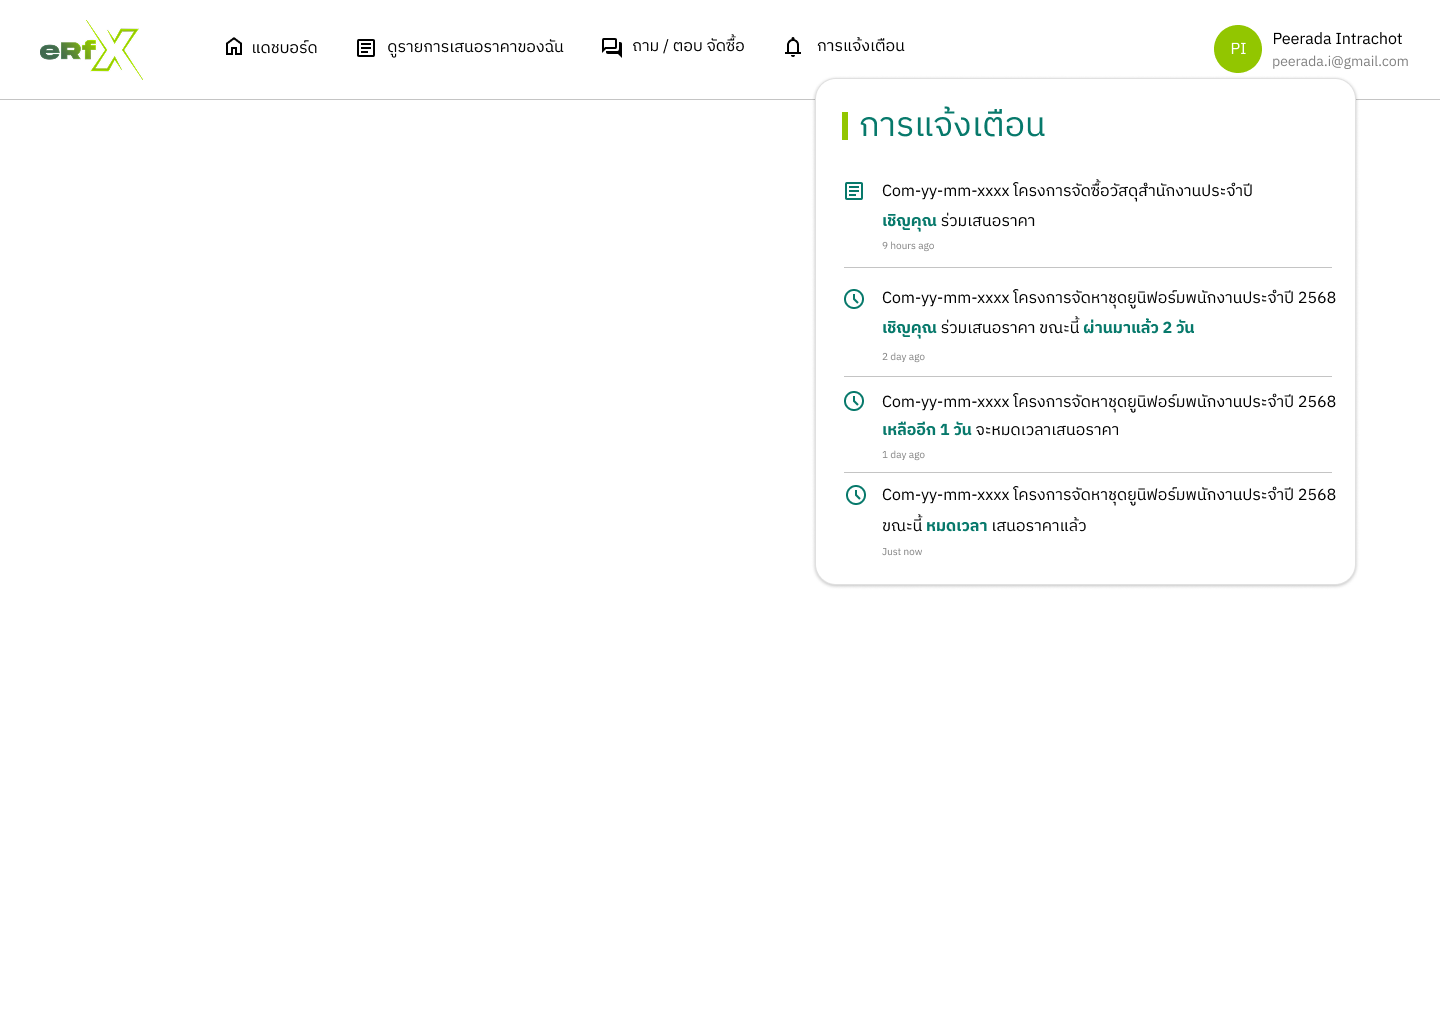 eRfX
แดชบอร์ด
ดูรายการเสนอราคาของฉัน
ถาม / ตอบ จัดซื้อ
การแจ้งเตือน
PI
Peerada Intrachot
peerada.i@gmail.com
การแจ้งเตือน
Com-yy-mm-xxxx โครงการจัดซื้อวัสดุสำนักงานประจำปี
เชิญคุณ ร่วมเสนอราคา
9 hours ago
Com-yy-mm-xxxx โครงการจัดหาชุดยูนิฟอร์มพนักงานประจำปี 2568
เชิญคุณ ร่วมเสนอราคา ขณะนี้ ผ่านมาแล้ว 2 วัน
2 day ago
Com-yy-mm-xxxx โครงการจัดหาชุดยูนิฟอร์มพนักงานประจำปี 2568
เหลืออีก 1 วัน จะหมดเวลาเสนอราคา
1 day ago
Com-yy-mm-xxxx โครงการจัดหาชุดยูนิฟอร์มพนักงานประจำปี 2568
ขณะนี้ หมดเวลา เสนอราคาแล้ว
Just now